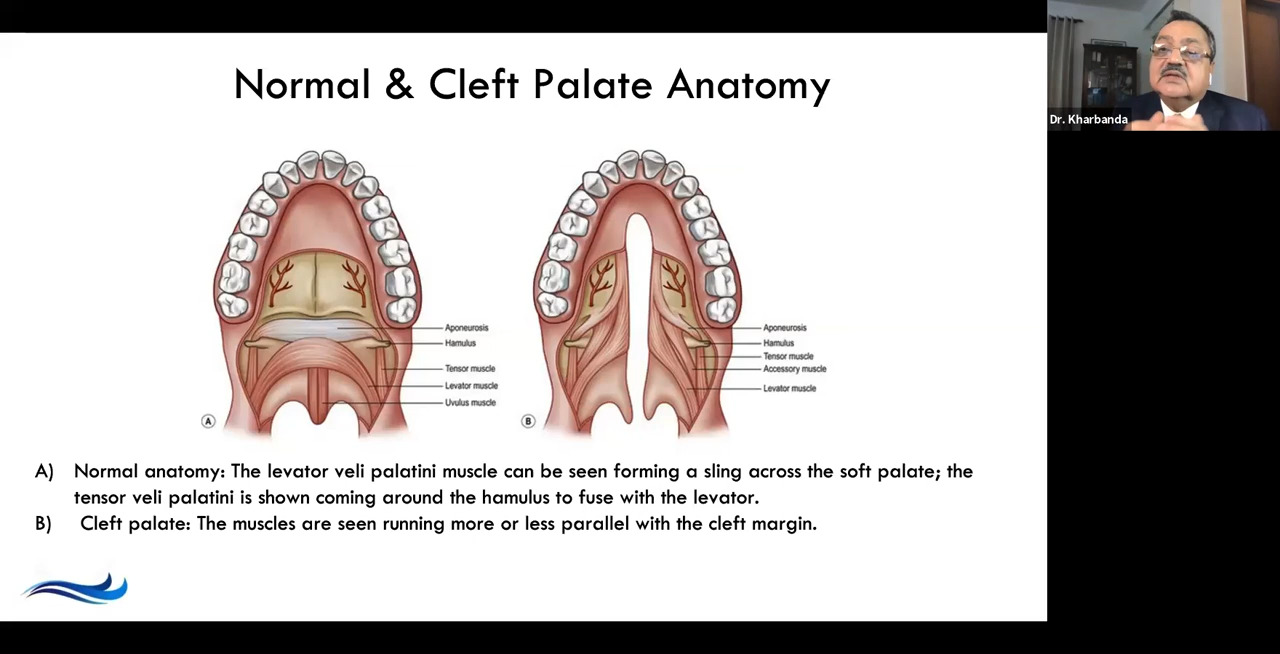 Normal & Cleft Palate Anatomy
Dr. Kharbanda
Aponeurosis
Hamulus
Tensor muscle
Levator muscle
Uvulus muscle
A
Aponeurosis
Hamulus
Tensor muscle
Accessory muscle
Levator muscle
B
A) Normal anatomy: The levator veli palatini muscle can be seen forming a sling across the soft palate; the
tensor veli palatini is shown coming around the hamulus to fuse with the levator.
B) Cleft palate: The muscles are seen running more or less parallel with the cleft margin.